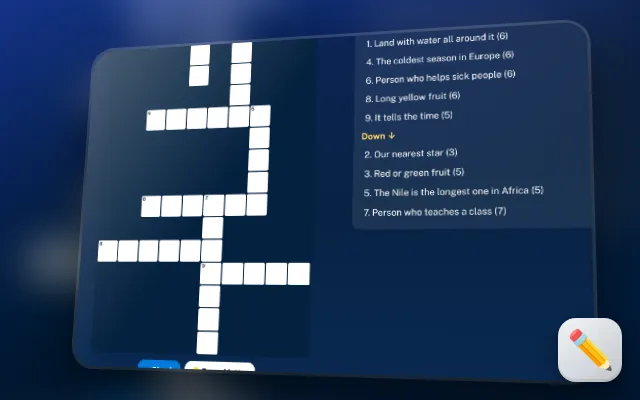 1. Land with water all around it (6)
4. The coldest season in Europe (6)
6. Person who helps sick people (6)
8. Long yellow fruit (6)
9. It tells the time (5)
Down ↓
2. Our nearest star (3)
3. Red or green fruit (5)
5. The Nile is the longest one in Africa (5)
7. Person who teaches a class (7)